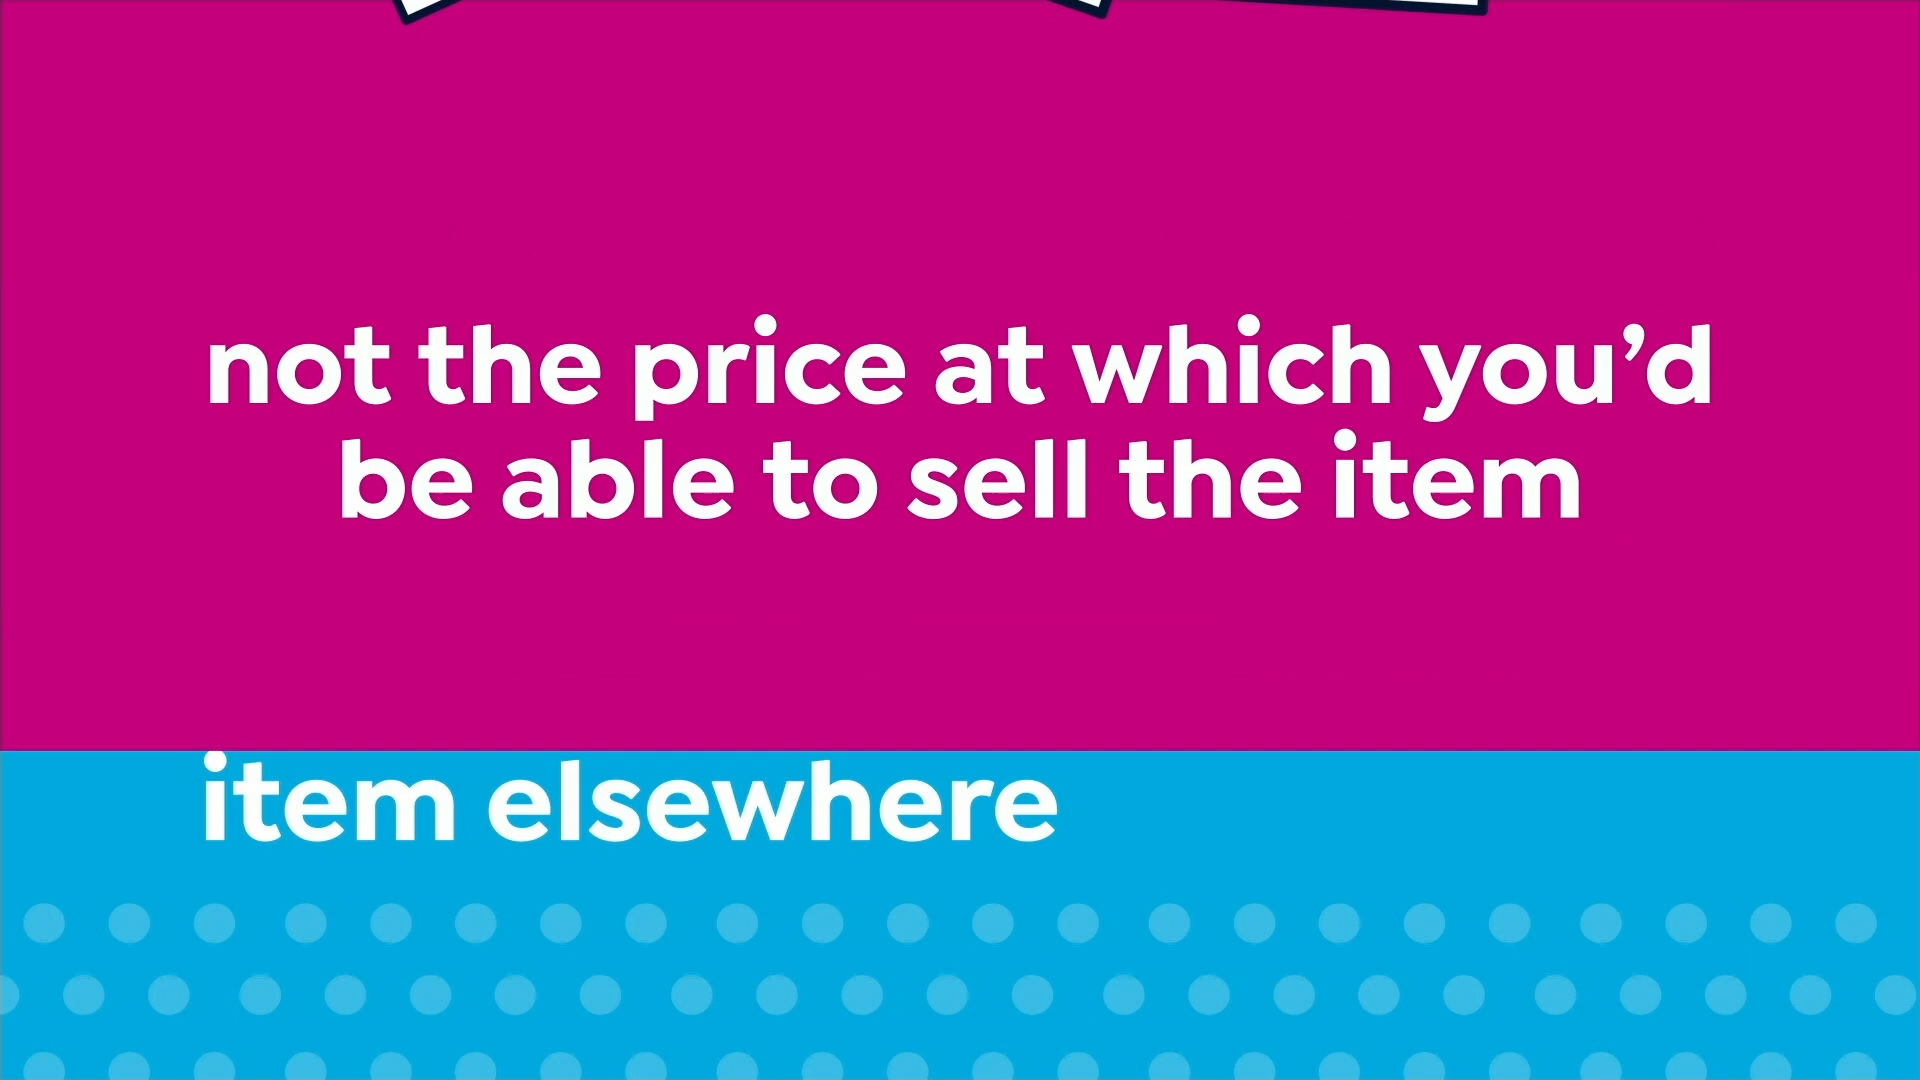 not the price at which you’d
be able to sell the item
item elsewhere